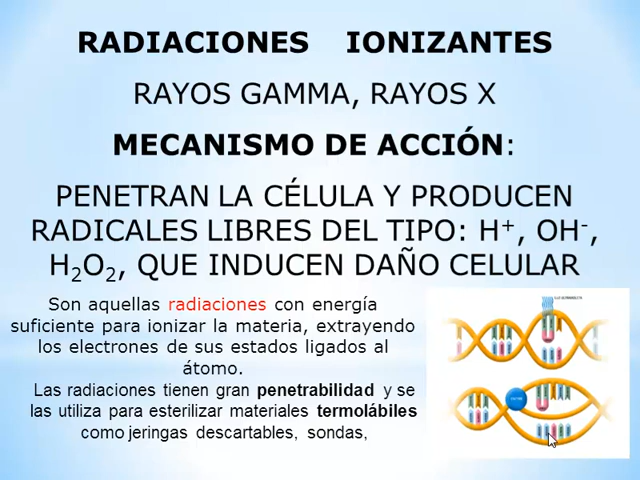 RADIACIONES IONIZANTES
RAYOS GAMMA, RAYOS X
MECANISMO DE ACCIÓN:
PENETRAN LA CÉLULA Y PRODUCEN
RADICALES LIBRES DEL TIPO: H⁺, OH⁻,
H₂O₂, QUE INDUCEN DAÑO CELULAR
Son aquellas radiaciones con energía
suficiente para ionizar la materia, extrayendo
los electrones de sus estados ligados al
átomo.
Las radiaciones tienen gran penetrabilidad y se
las utiliza para esterilizar materiales termolábiles
como jeringas descartables, sondas,